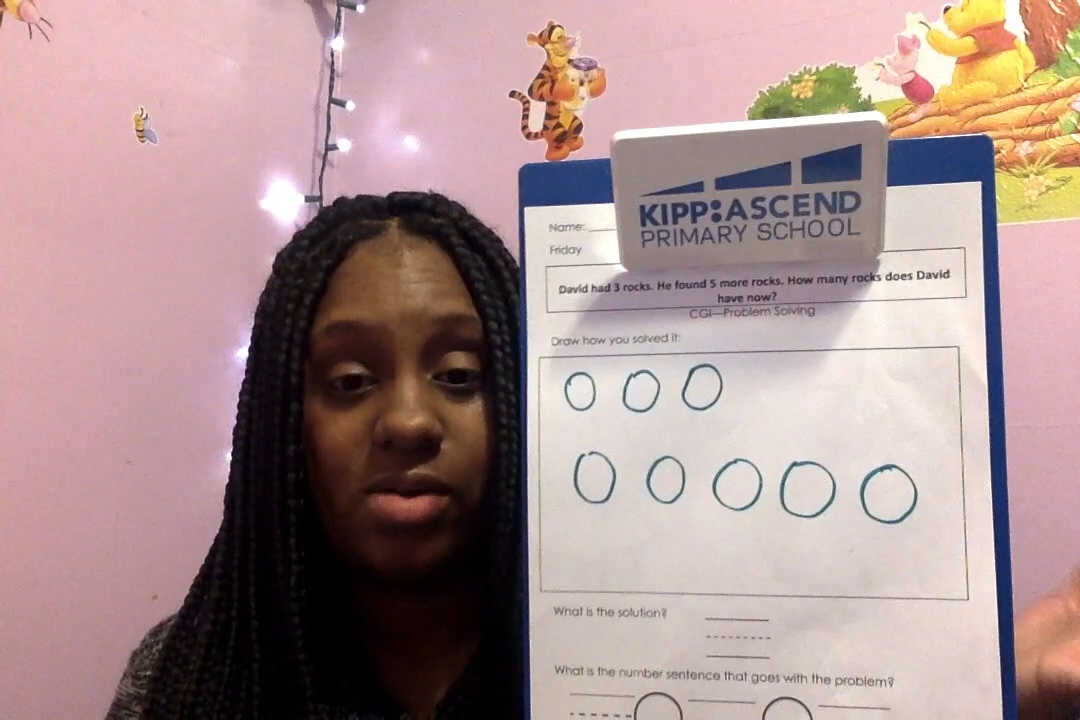 KIPP:ASCEND
PRIMARY SCHOOL
Name:
Friday
David had 3 rocks. He found 5 more rocks. How many rocks does David
have now?
CGI—Problem Solving
Draw how you solved it:
What is the solution?
What is the number sentence that goes with the problem?